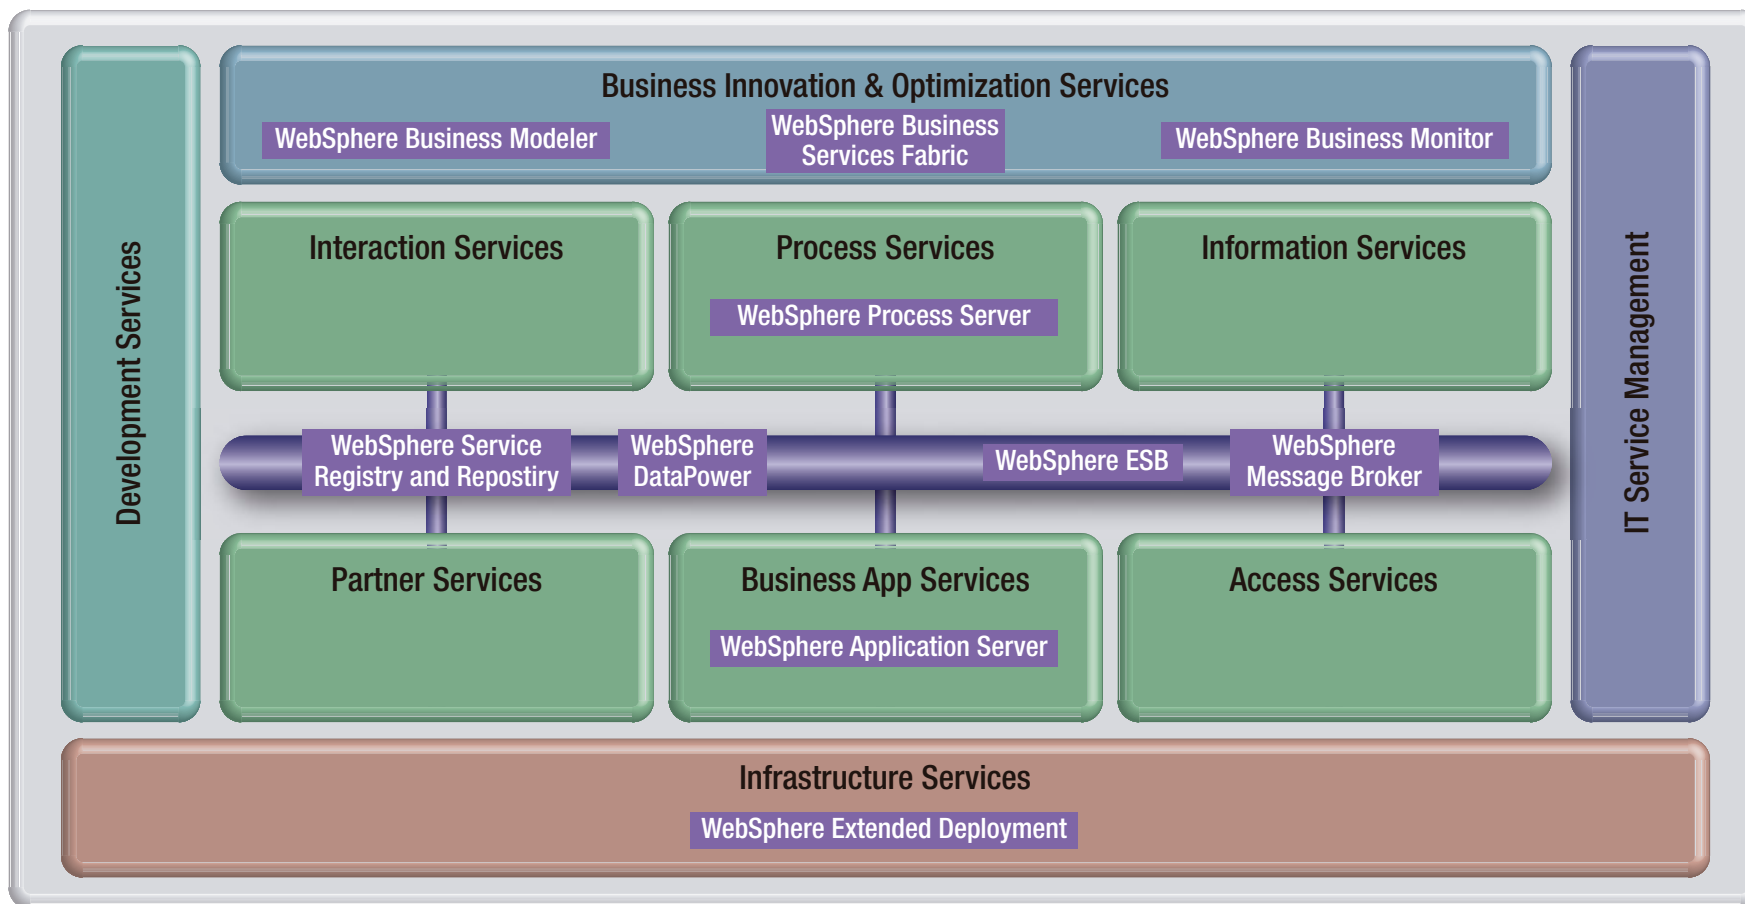 Business Innovation & Optimization Services
WebSphere Business Modeler
WebSphere Business
Services Fabric
WebSphere Business Monitor
Development Services
Interaction Services
Process Services
WebSphere Process Server
Information Services
IT Service Management
WebSphere Service
Registry and Repostiry
WebSphere
DataPower
WebSphere ESB
WebSphere
Message Broker
Partner Services
Business App Services
WebSphere Application Server
Access Services
Infrastructure Services
WebSphere Extended Deployment